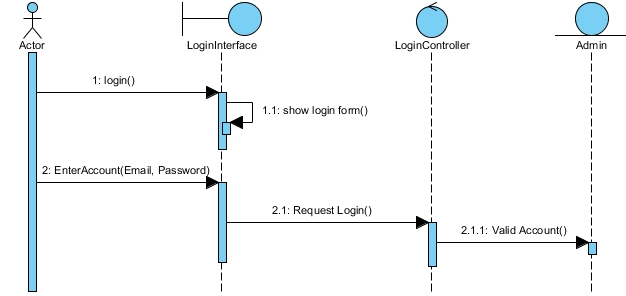 Actor
LoginInterface
LoginController
Admin
1: login()
1.1: show login form()
2: EnterAccount(Email, Password)
2.1: Request Login()
2.1.1: Valid Account()